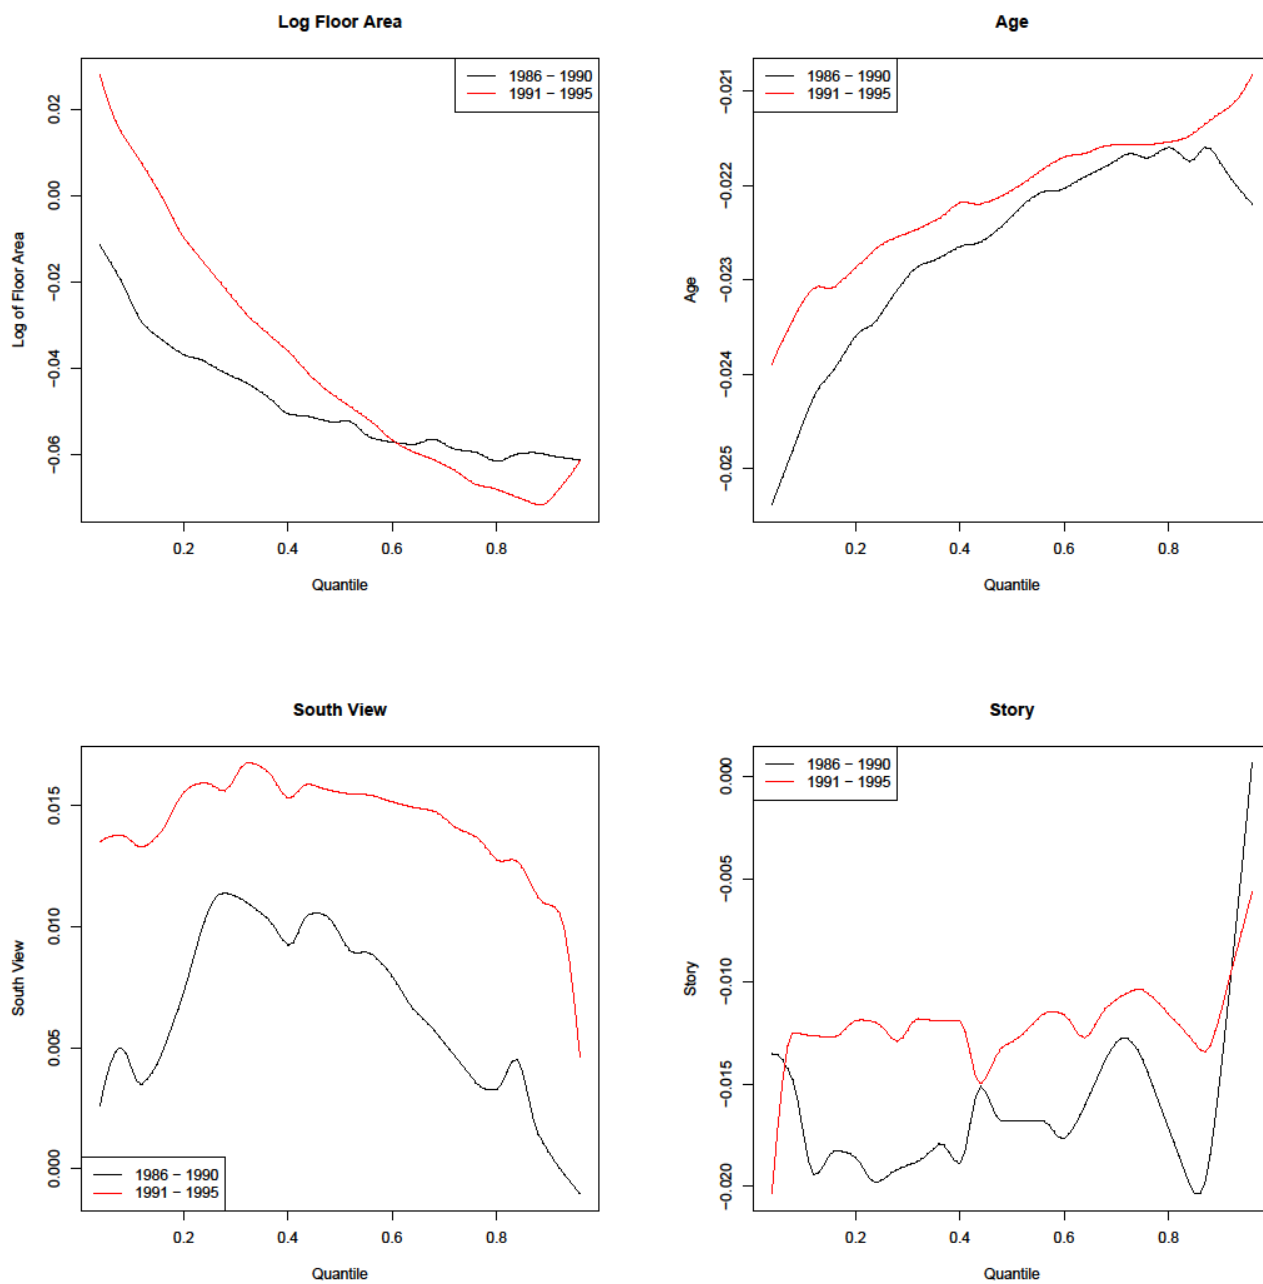 Log Floor Area
1986 − 1990
1991 − 1995
0.02
0.00
−0.02
−0.04
−0.06
Log of Floor Area
0.2 0.4 0.6 0.8
Quantile
Age
1986 − 1990
1991 − 1995
−0.021
−0.022
−0.023
−0.024
−0.025
Age
0.2 0.4 0.6 0.8
Quantile
South View
0.015
0.010
0.005
0.000
South View
1986 − 1990
1991 − 1995
0.2 0.4 0.6 0.8
Quantile
Story
1986 − 1990
1991 − 1995
0.000
−0.005
−0.010
−0.015
−0.020
Story
0.2 0.4 0.6 0.8
Quantile